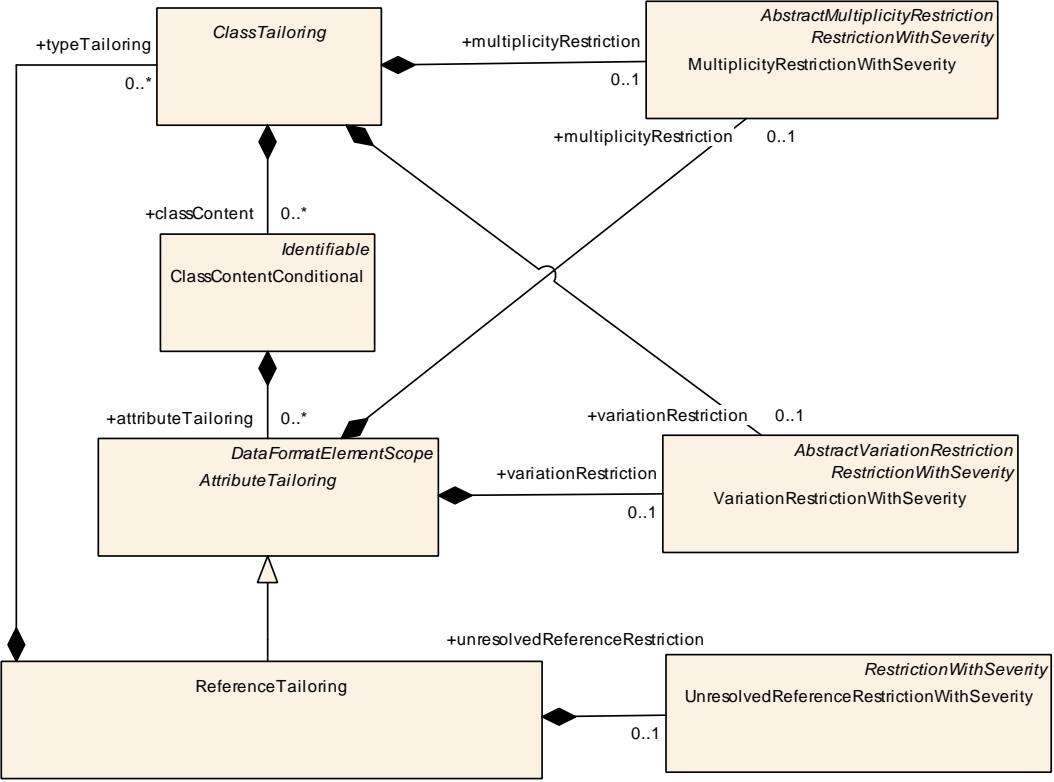 ClassTailoring
+typeTailoring
0..*
+multiplicityRestriction
0..1
AbstractMultiplicityRestriction
RestrictionWithSeverity
MultiplicityRestrictionWithSeverity
+multiplicityRestriction
0..1
+classContent
0..*
Identifiable
ClassContentConditional
+attributeTailoring
0..*
+variationRestriction
0..1
DataFormatElementScope
AttributeTailoring
+variationRestriction
0..1
AbstractVariationRestriction
RestrictionWithSeverity
VariationRestrictionWithSeverity
+unresolvedReferenceRestriction
0..1
ReferenceTailoring
RestrictionWithSeverity
UnresolvedReferenceRestrictionWithSeverity